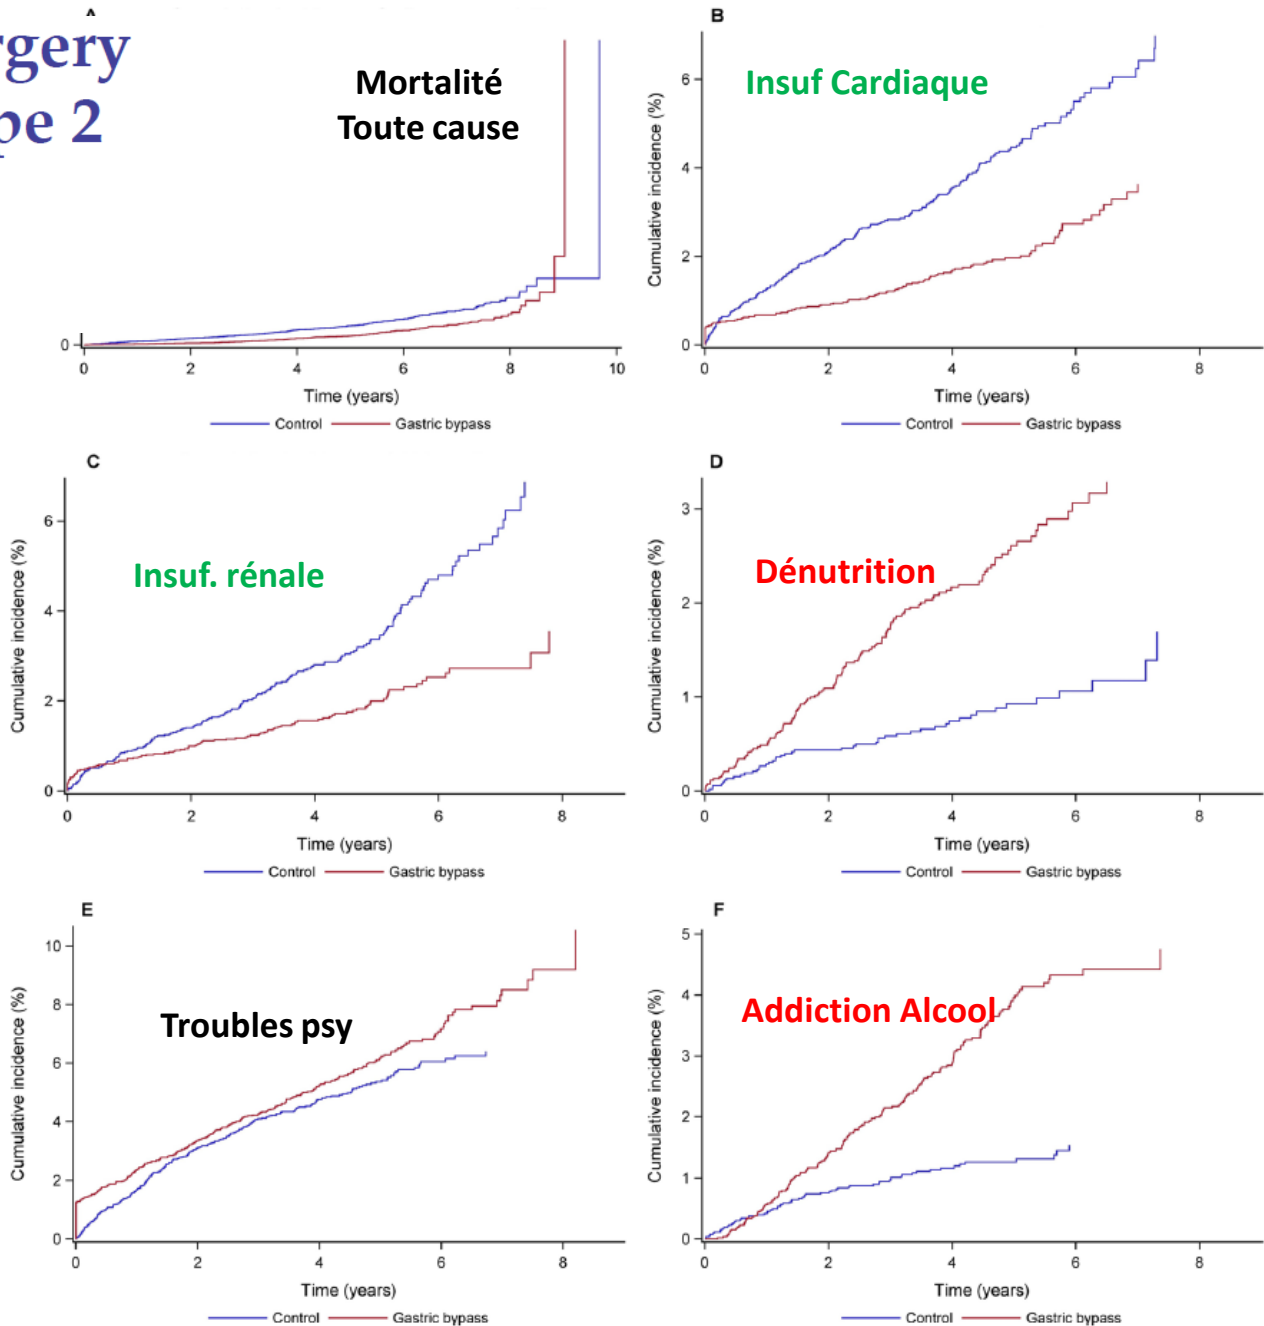 A
rgery
pe 2
Mortalité
Toute cause
0
0 2 4 6 8 10
Time (years)
Control Gastric bypass
B
Insuf Cardiaque
Cumulative incidence (%)
6
4
2
0
0 2 4 6 8
Time (years)
Control Gastric bypass
C
Insuf. rénale
Cumulative incidence (%)
6
4
2
0
0 2 4 6 8
Time (years)
Control Gastric bypass
D
Dénutrition
Cumulative incidence (%)
3
2
1
0
0 2 4 6 8
Time (years)
Control Gastric bypass
E
Troubles psy
Cumulative incidence (%)
10
8
6
4
2
0
0 2 4 6 8
Time (years)
Control Gastric bypass
F
Addiction Alcool
Cumulative incidence (%)
5
4
3
2
1
0
0 2 4 6 8
Time (years)
Control Gastric bypass